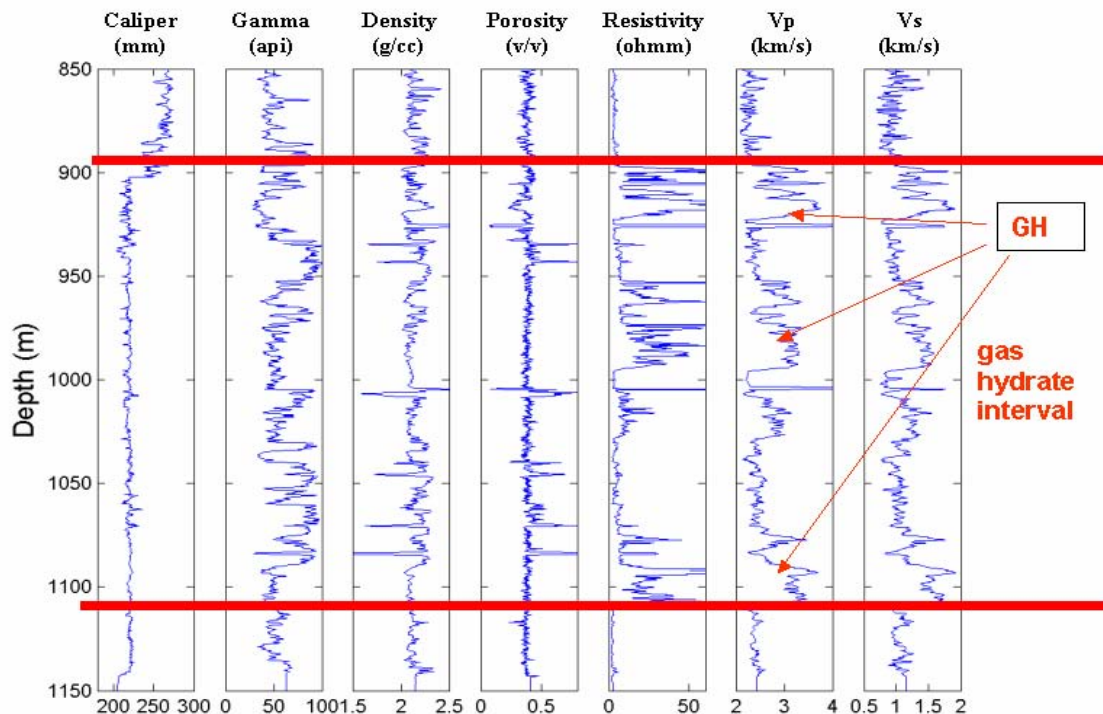 Caliper Gamma Density Porosity Resistivity Vp Vs
(mm) (api) (g/cc) (v/v) (ohmm) (km/s) (km/s)
850
900
950
1000
1050
1100
1150
Depth (m)
GH
gas
hydrate
interval
200 250 300 0 50 100 1.5 2 2.5 0 0.5 0 50 2 3 4 0.5 1 1.5 2